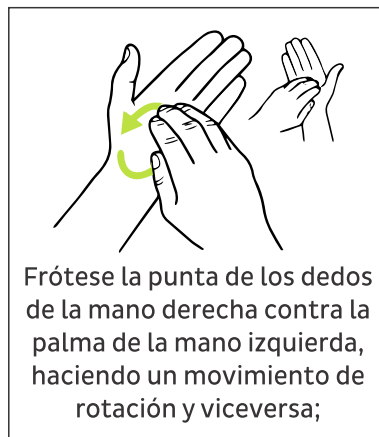 Frótese la punta de los dedos
de la mano derecha contra la
palma de la mano izquierda,
haciendo un movimiento de
rotación y viceversa;